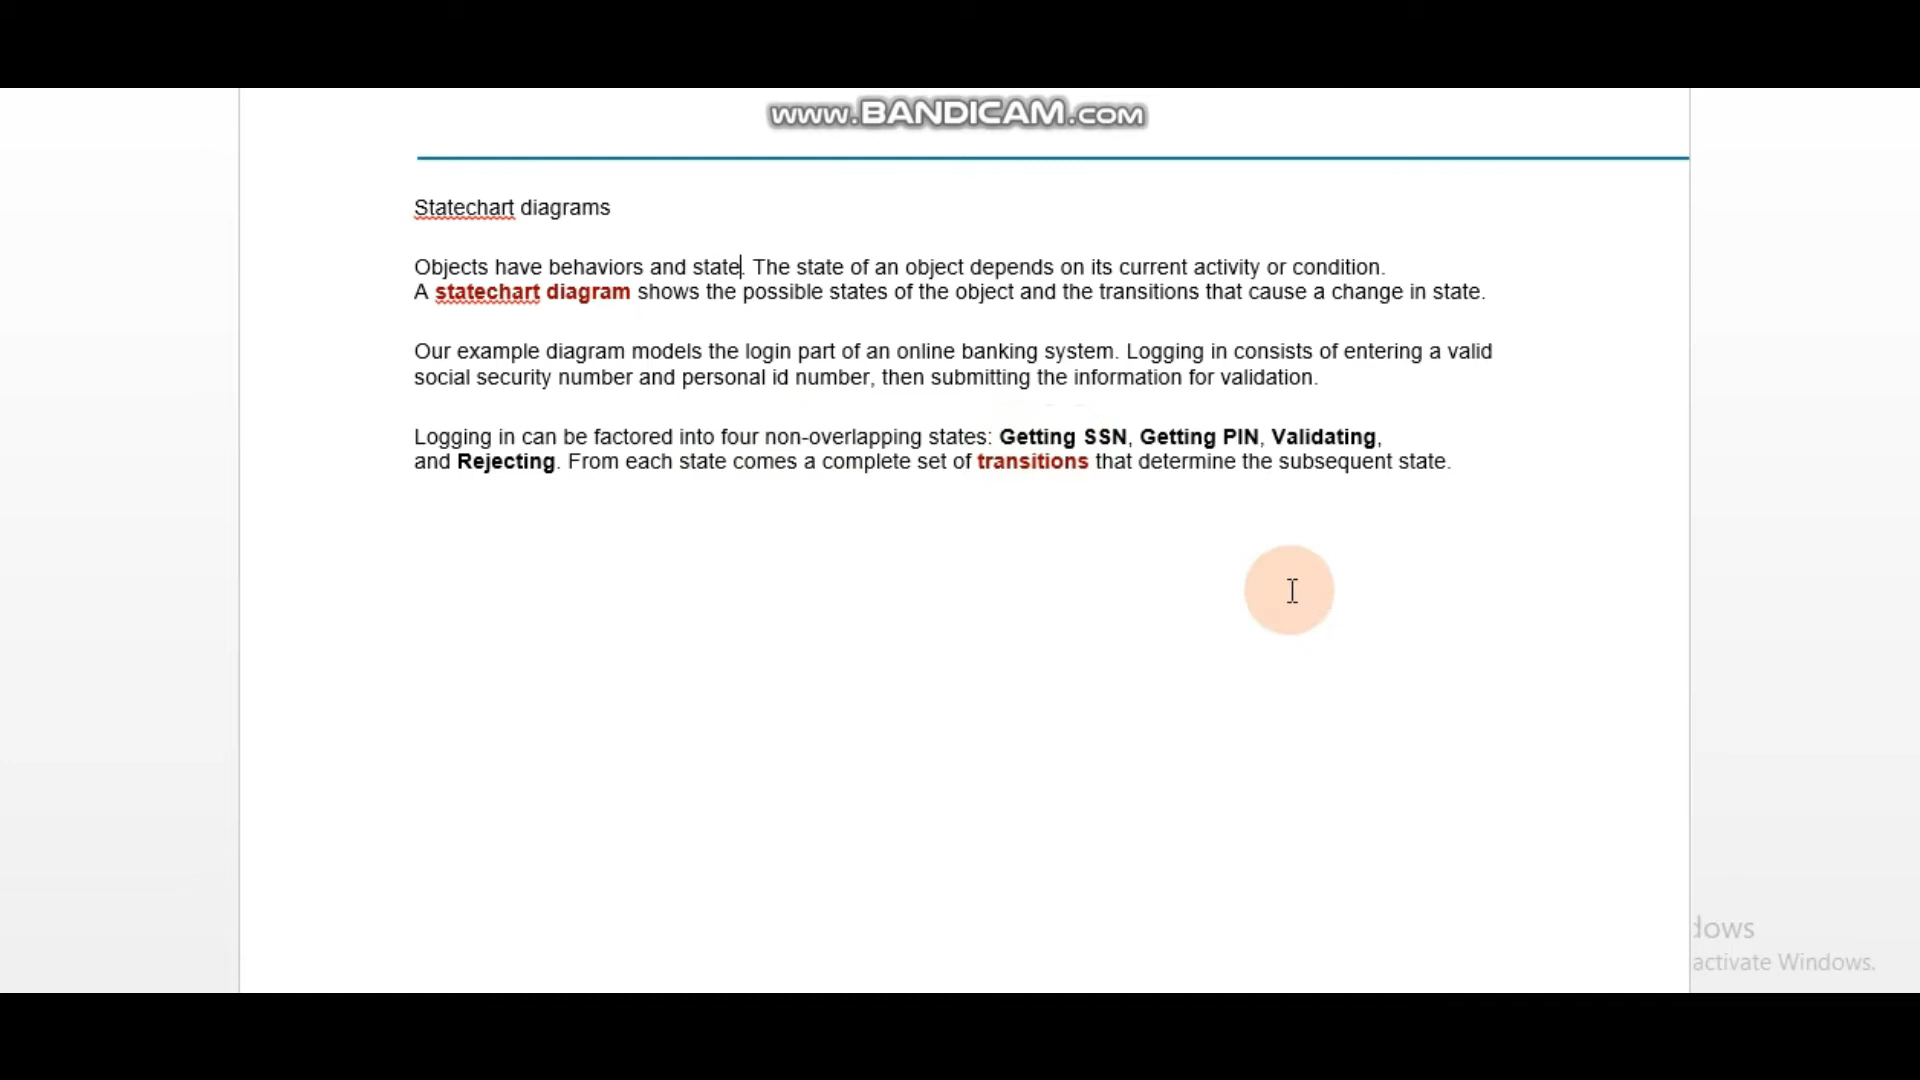 www.BANDICAM.com
Statechart diagrams
Objects have behaviors and state. The state of an object depends on its current activity or condition.
A statechart diagram shows the possible states of the object and the transitions that cause a change in state.
Our example diagram models the login part of an online banking system. Logging in consists of entering a valid
social security number and personal id number, then submitting the information for validation.
Logging in can be factored into four non-overlapping states: Getting SSN, Getting PIN, Validating,
and Rejecting. From each state comes a complete set of transitions that determine the subsequent state.
dows
activate Windows.